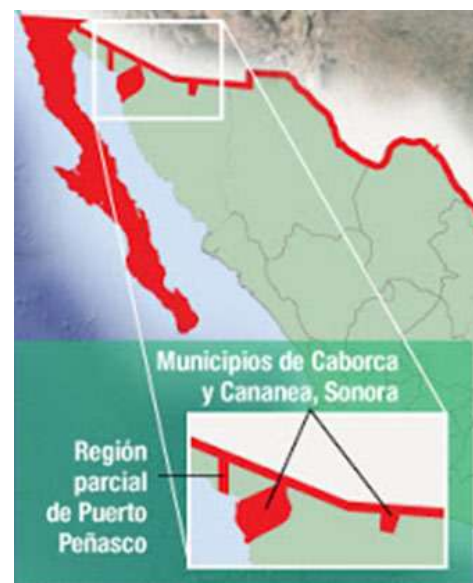 Municipios de Caborca
y Cananea, Sonora
Región
parcial
de Puerto
Peñasco